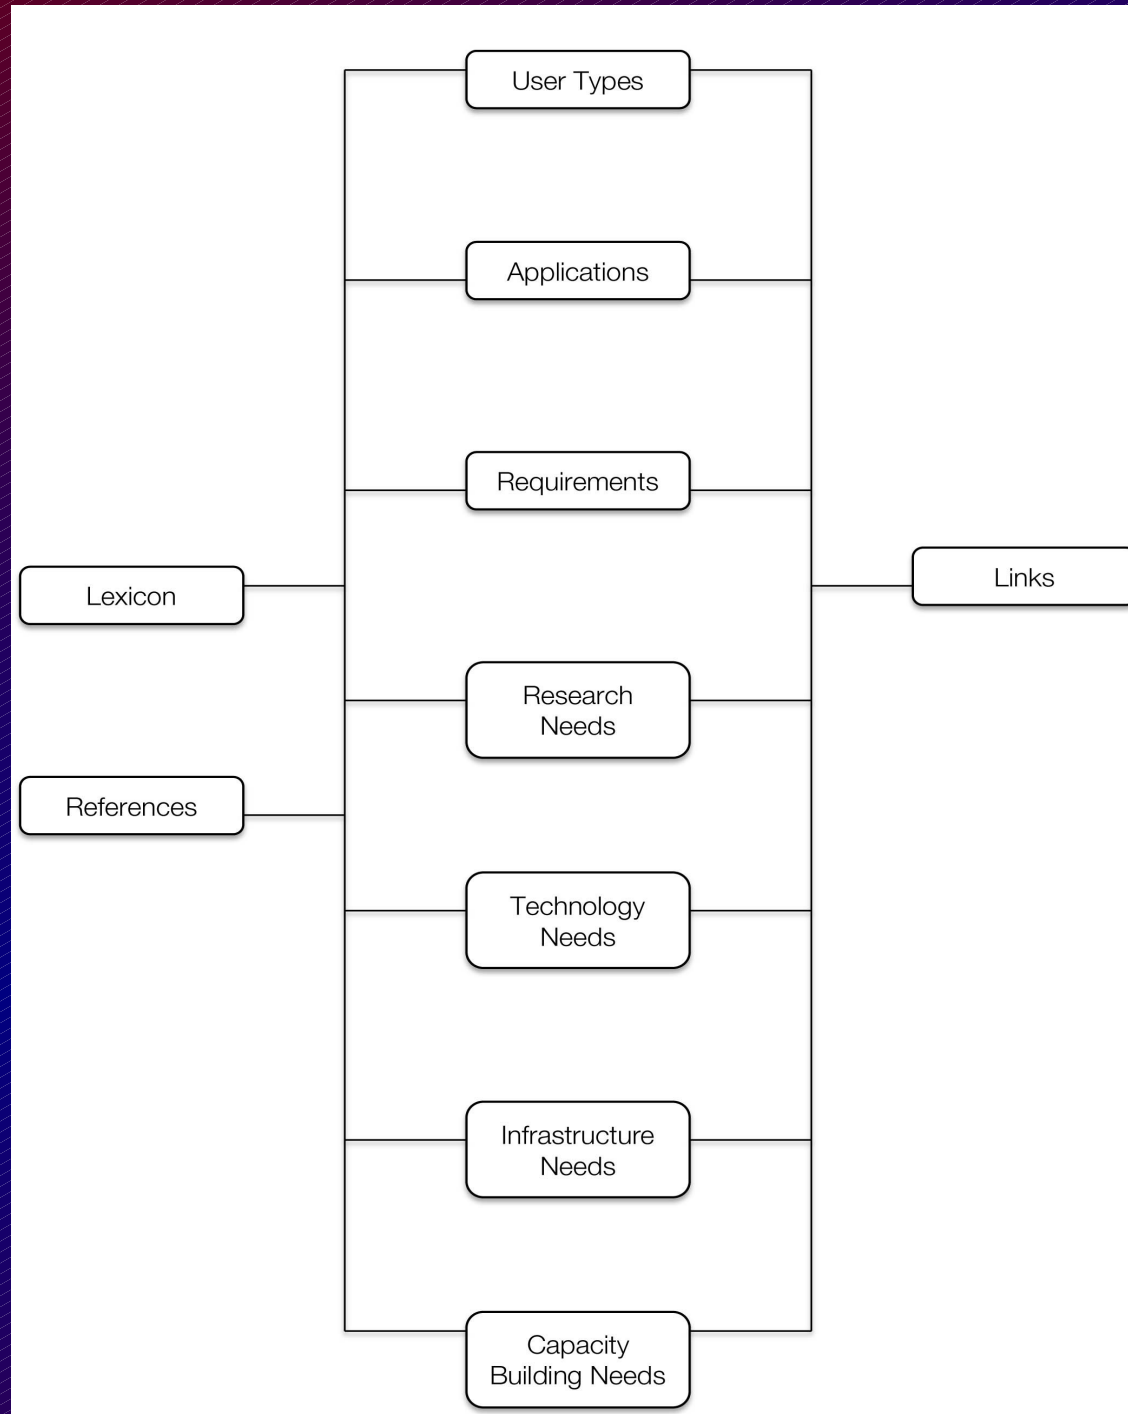 User Types
Applications
Requirements
Lexicon
Links
Research
Needs
References
Technology
Needs
Infrastructure
Needs
Capacity
Building Needs